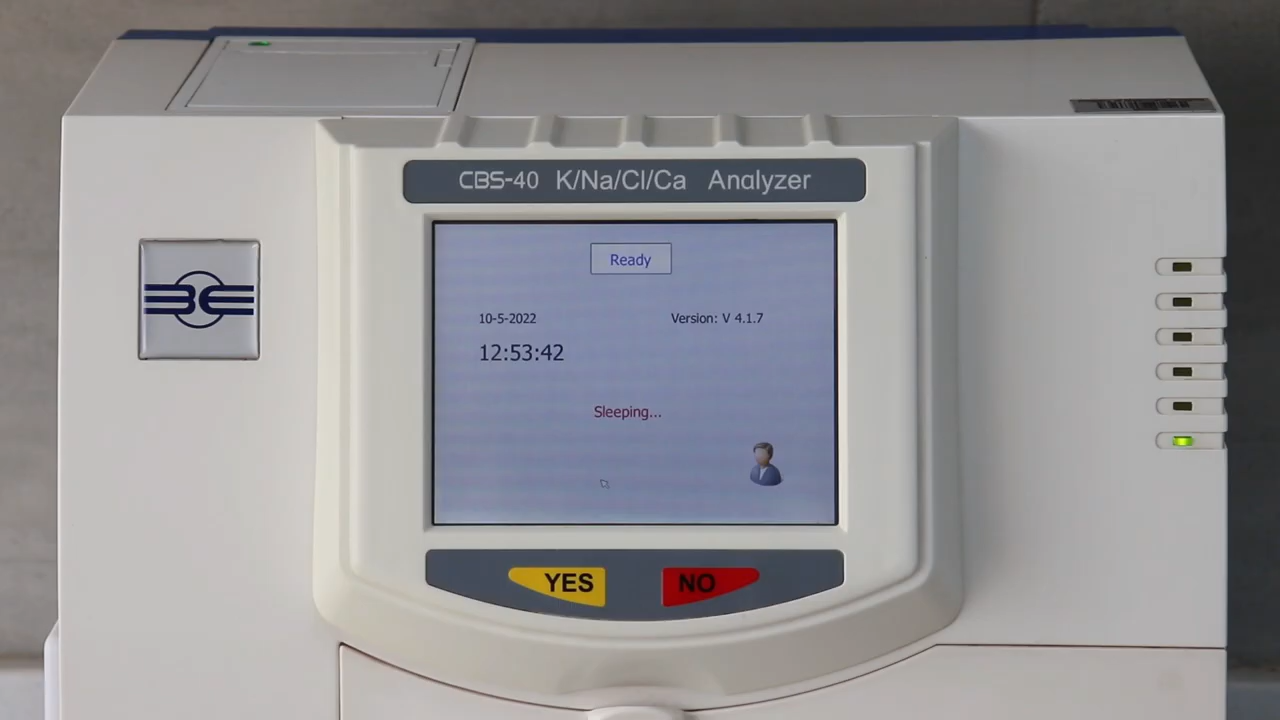 CBS-40 K/Na/Cl/Ca Analyzer
Ready
10-5-2022 Version: V 4.1.7
12:53:42
Sleeping...
YES NO